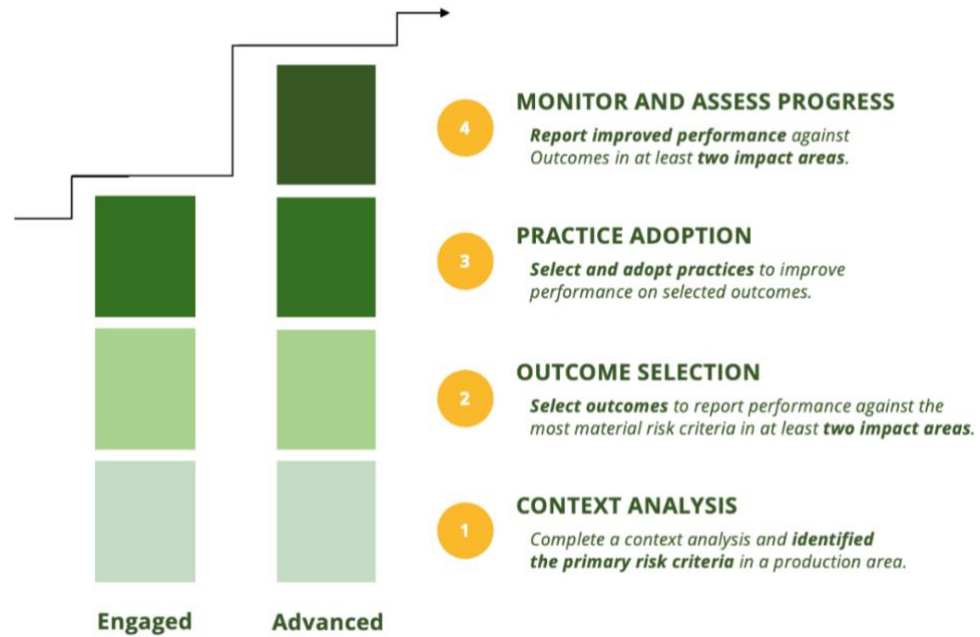 4
MONITOR AND ASSESS PROGRESS
Report improved performance against
Outcomes in at least two impact areas.
3
PRACTICE ADOPTION
Select and adopt practices to improve
performance on selected outcomes.
2
OUTCOME SELECTION
Select outcomes to report performance against the
most material risk criteria in at least two impact areas.
1
CONTEXT ANALYSIS
Complete a context analysis and identified
the primary risk criteria in a production area.
Engaged
Advanced